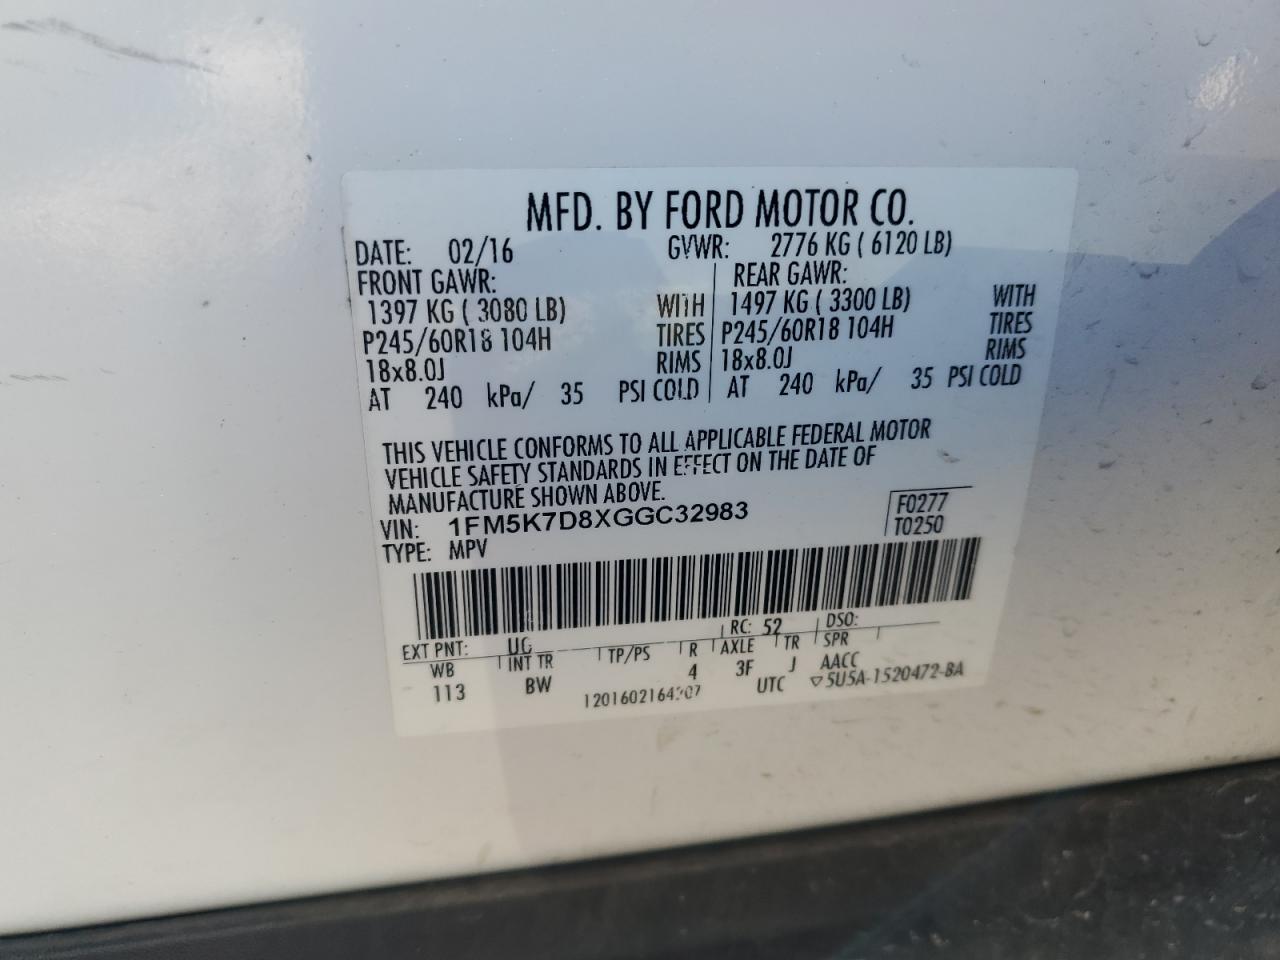 MFD. BY FORD MOTOR CO.
DATE: 02/16 GVWR: 2776 KG ( 6120 LB)
FRONT GAWR: REAR GAWR:
1397 KG ( 3080 LB) WITH 1497 KG ( 3300 LB) WITH
P245/60R18 104H TIRES P245/60R18 104H TIRES
18x8.0J RIMS 18x8.0J RIMS
AT 240 kPa/ 35 PSI COLD AT 240 kPa/ 35 PSI COLD
THIS VEHICLE CONFORMS TO ALL APPLICABLE FEDERAL MOTOR
VEHICLE SAFETY STANDARDS IN EFFECT ON THE DATE OF
MANUFACTURE SHOWN ABOVE.
VIN: 1FM5K7D8XGGC32983 F0277
TYPE: MPV T0250
EXT PNT: UG RC: 52 DSO:
WB INT TR TP/PS R AXLE TR SPR
113 BW 4 3F J AACC
UTC ▽5U5A-1520472-BA